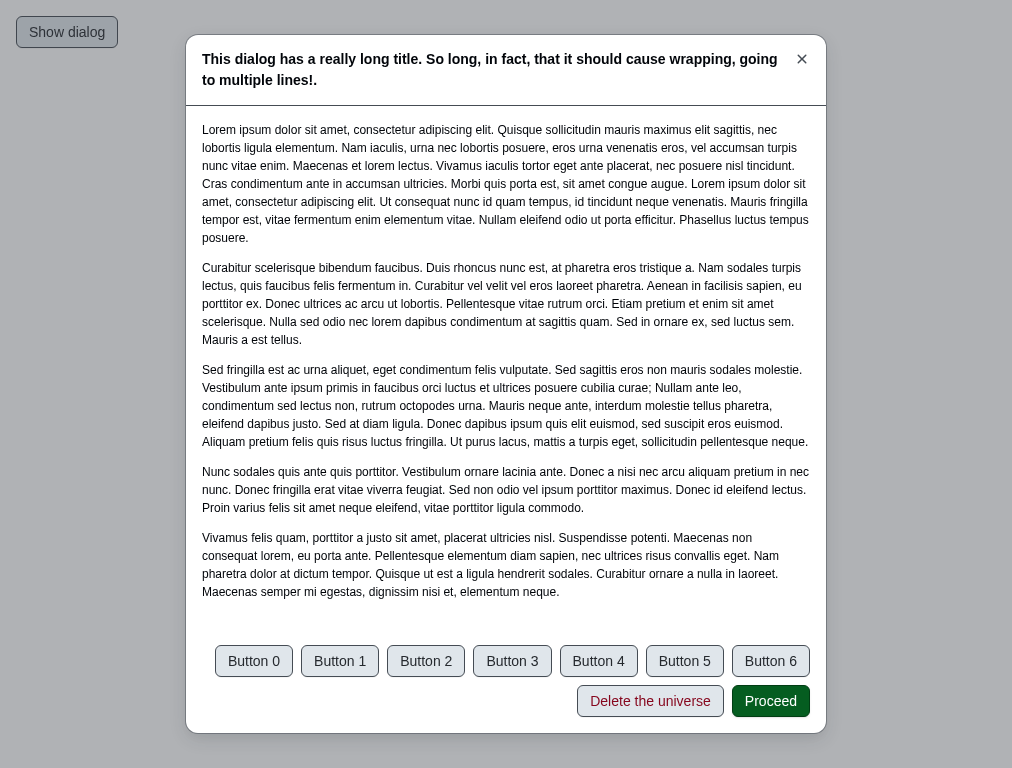 Show dialog
This dialog has a really long title. So long, in fact, that it should cause wrapping, going
to multiple lines!.
Lorem ipsum dolor sit amet, consectetur adipiscing elit. Quisque sollicitudin mauris maximus elit sagittis, nec
lobortis ligula elementum. Nam iaculis, urna nec lobortis posuere, eros urna venenatis eros, vel accumsan turpis
nunc vitae enim. Maecenas et lorem lectus. Vivamus iaculis tortor eget ante placerat, nec posuere nisl tincidunt.
Cras condimentum ante in accumsan ultricies. Morbi quis porta est, sit amet congue augue. Lorem ipsum dolor sit
amet, consectetur adipiscing elit. Ut consequat nunc id quam tempus, id tincidunt neque venenatis. Mauris fringilla
tempor est, vitae fermentum enim elementum vitae. Nullam eleifend odio ut porta efficitur. Phasellus luctus tempus
posuere.
Curabitur scelerisque bibendum faucibus. Duis rhoncus nunc est, at pharetra eros tristique a. Nam sodales turpis
lectus, quis faucibus felis fermentum in. Curabitur vel velit vel eros laoreet pharetra. Aenean in facilisis sapien, eu
porttitor ex. Donec ultrices ac arcu ut lobortis. Pellentesque vitae rutrum orci. Etiam pretium et enim sit amet
scelerisque. Nulla sed odio nec lorem dapibus condimentum at sagittis quam. Sed in ornare ex, sed luctus sem.
Mauris a est tellus.
Sed fringilla est ac urna aliquet, eget condimentum felis vulputate. Sed sagittis eros non mauris sodales molestie.
Vestibulum ante ipsum primis in faucibus orci luctus et ultrices posuere cubilia curae; Nullam ante leo,
condimentum sed lectus non, rutrum octopodes urna. Mauris neque ante, interdum molestie tellus pharetra,
eleifend dapibus justo. Sed at diam ligula. Donec dapibus ipsum quis elit euismod, sed suscipit eros euismod.
Aliquam pretium felis quis risus luctus fringilla. Ut purus lacus, mattis a turpis eget, sollicitudin pellentesque neque.
Nunc sodales quis ante quis porttitor. Vestibulum ornare lacinia ante. Donec a nisi nec arcu aliquam pretium in nec
nunc. Donec fringilla erat vitae viverra feugiat. Sed non odio vel ipsum porttitor maximus. Donec id eleifend lectus.
Proin varius felis sit amet neque eleifend, vitae porttitor ligula commodo.
Vivamus felis quam, porttitor a justo sit amet, placerat ultricies nisl. Suspendisse potenti. Maecenas non
consequat lorem, eu porta ante. Pellentesque elementum diam sapien, nec ultrices risus convallis eget. Nam
pharetra dolor at dictum tempor. Quisque ut est a ligula hendrerit sodales. Curabitur ornare a nulla in laoreet.
Maecenas semper mi egestas, dignissim nisi et, elementum neque.
Button 0 Button 1 Button 2 Button 3 Button 4 Button 5 Button 6
Delete the universe Proceed